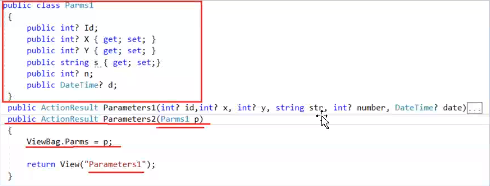 public class Parms1
{
public int? Id;
public int? X { get; set; }
public int? Y { get; set; }
public string s { get; set;}
public int? n;
public DateTime? d;
}
public ActionResult Parameters1(int? id,int? x, int? y, string str, int? number, DateTime? date)...
public ActionResult Parameters2(Parms1 p)
{
ViewBag.Parms = p;
return View("Parameters1");
}